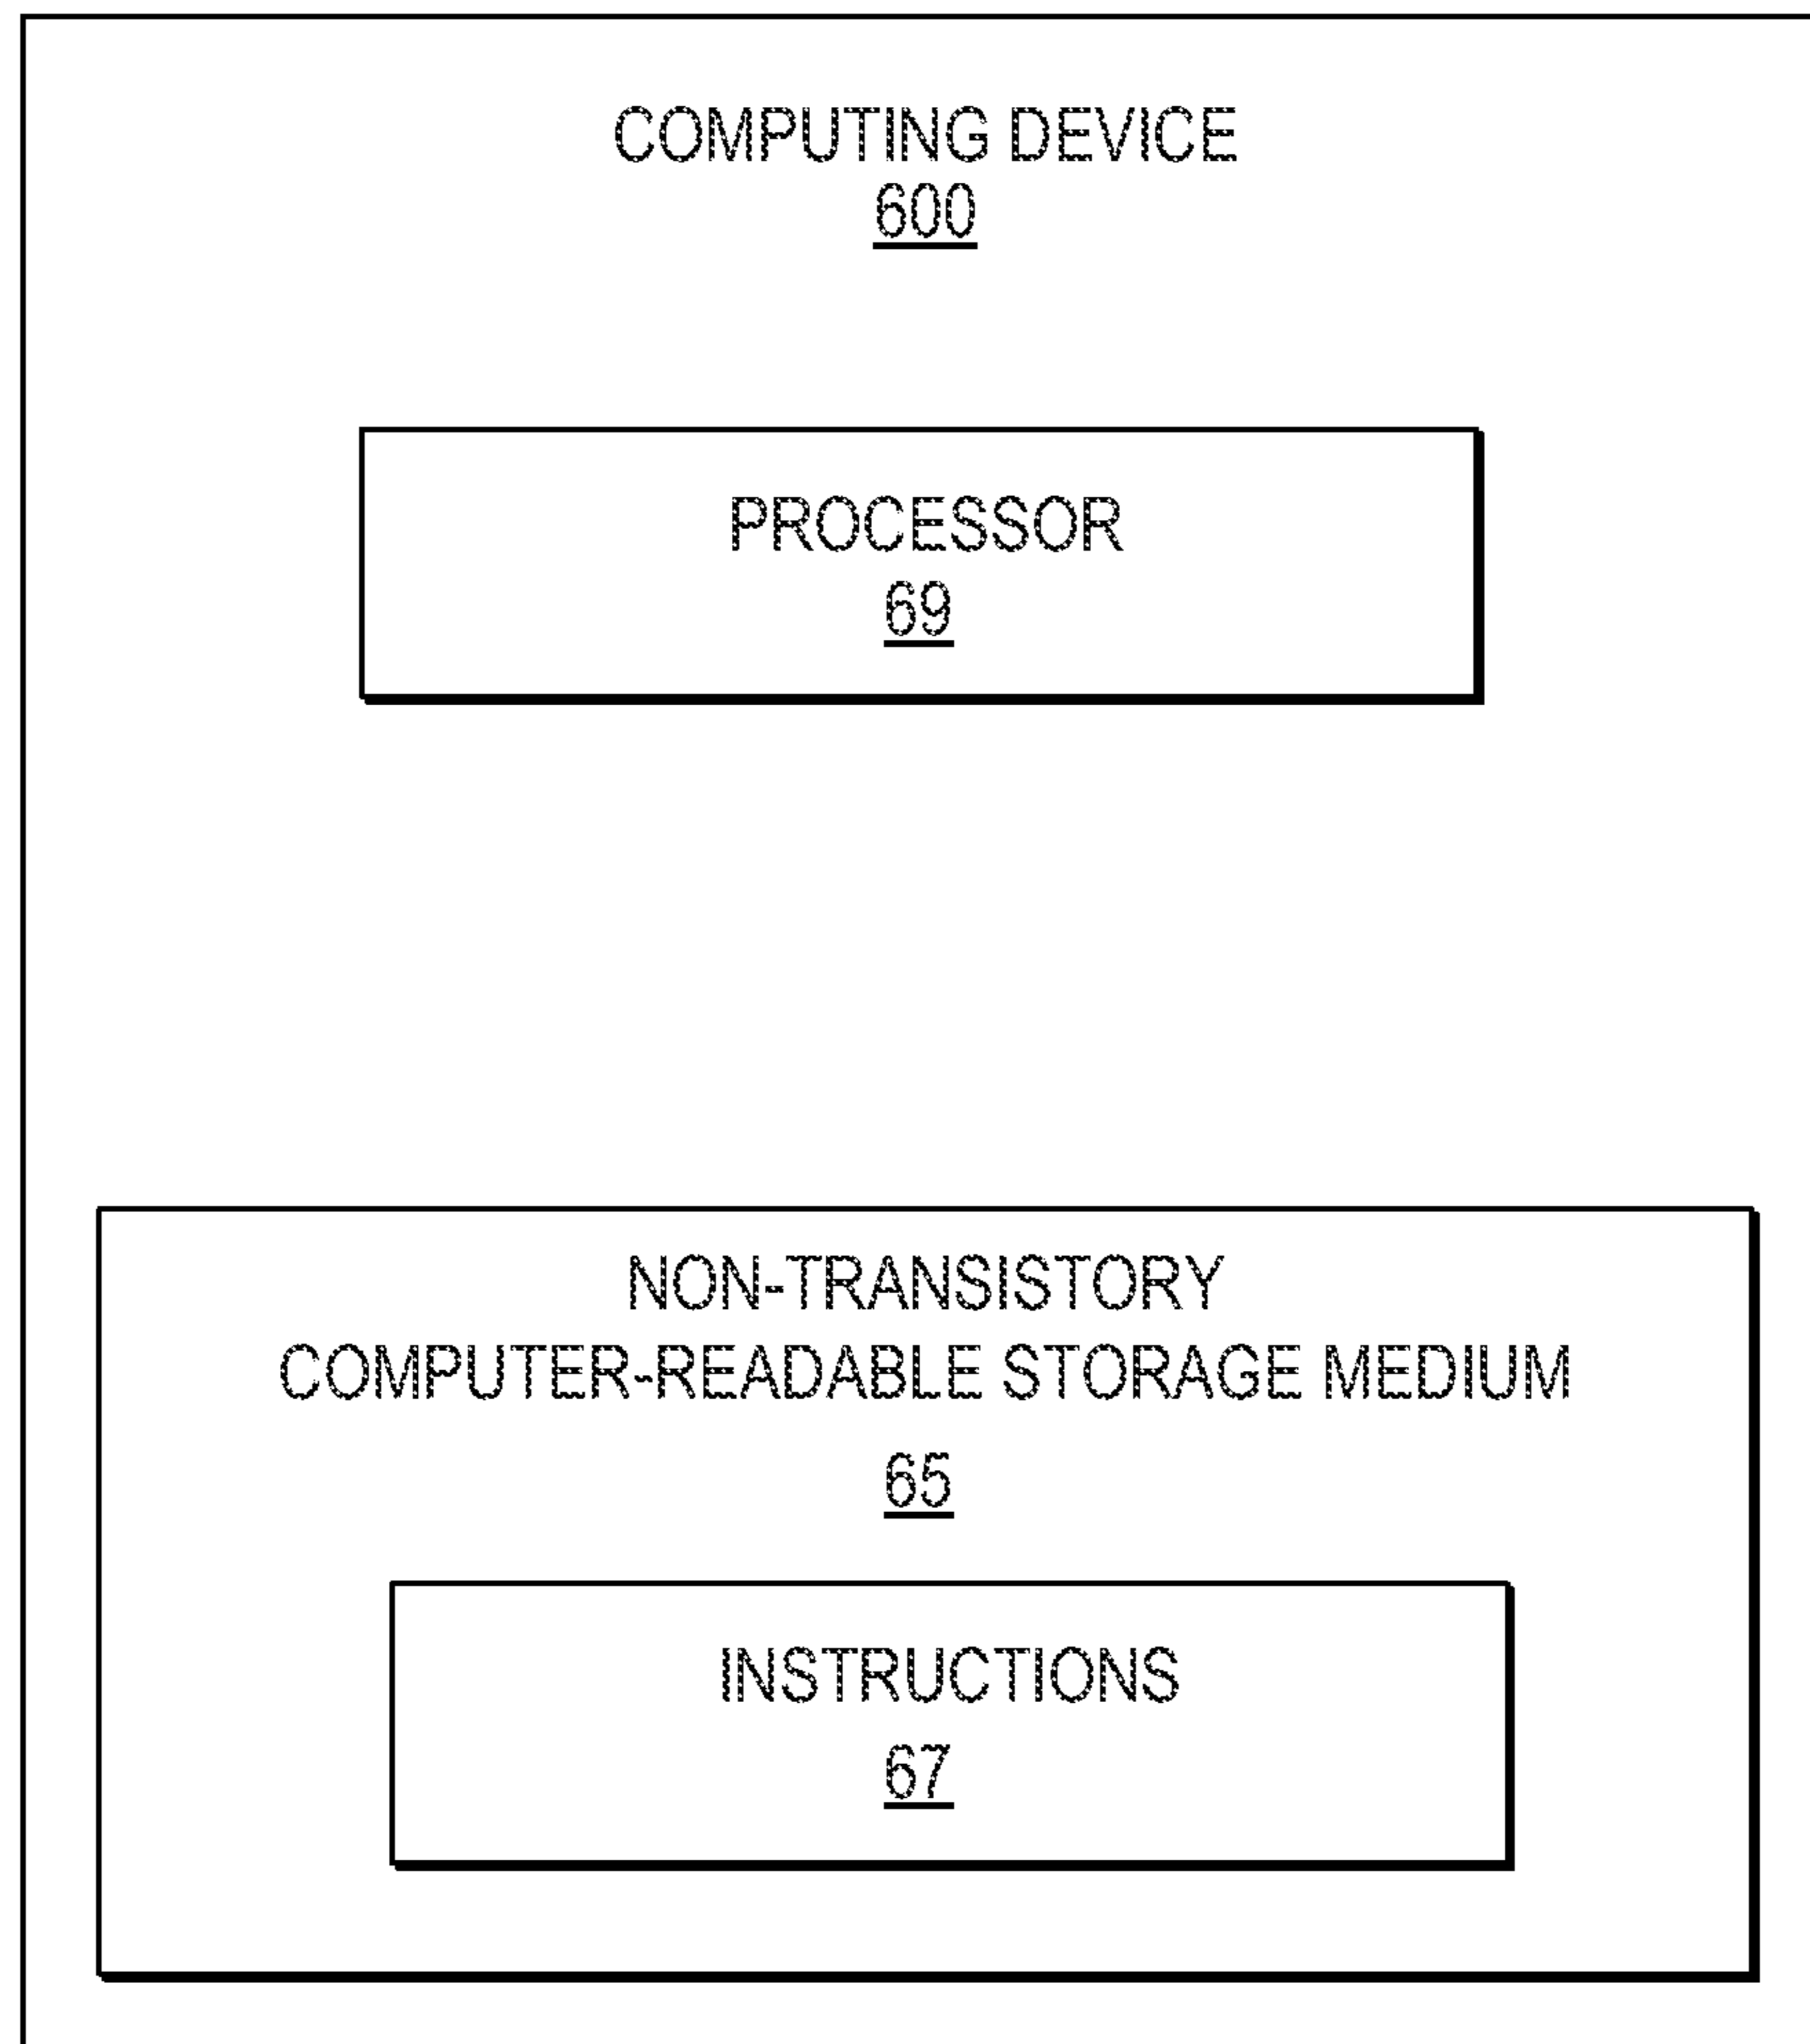 COMPUTING DEVICE
600
PROCESSOR
69
NON-TRANSISTORY
COMPUTER-READABLE STORAGE MEDIUM
65
INSTRUCTIONS
67